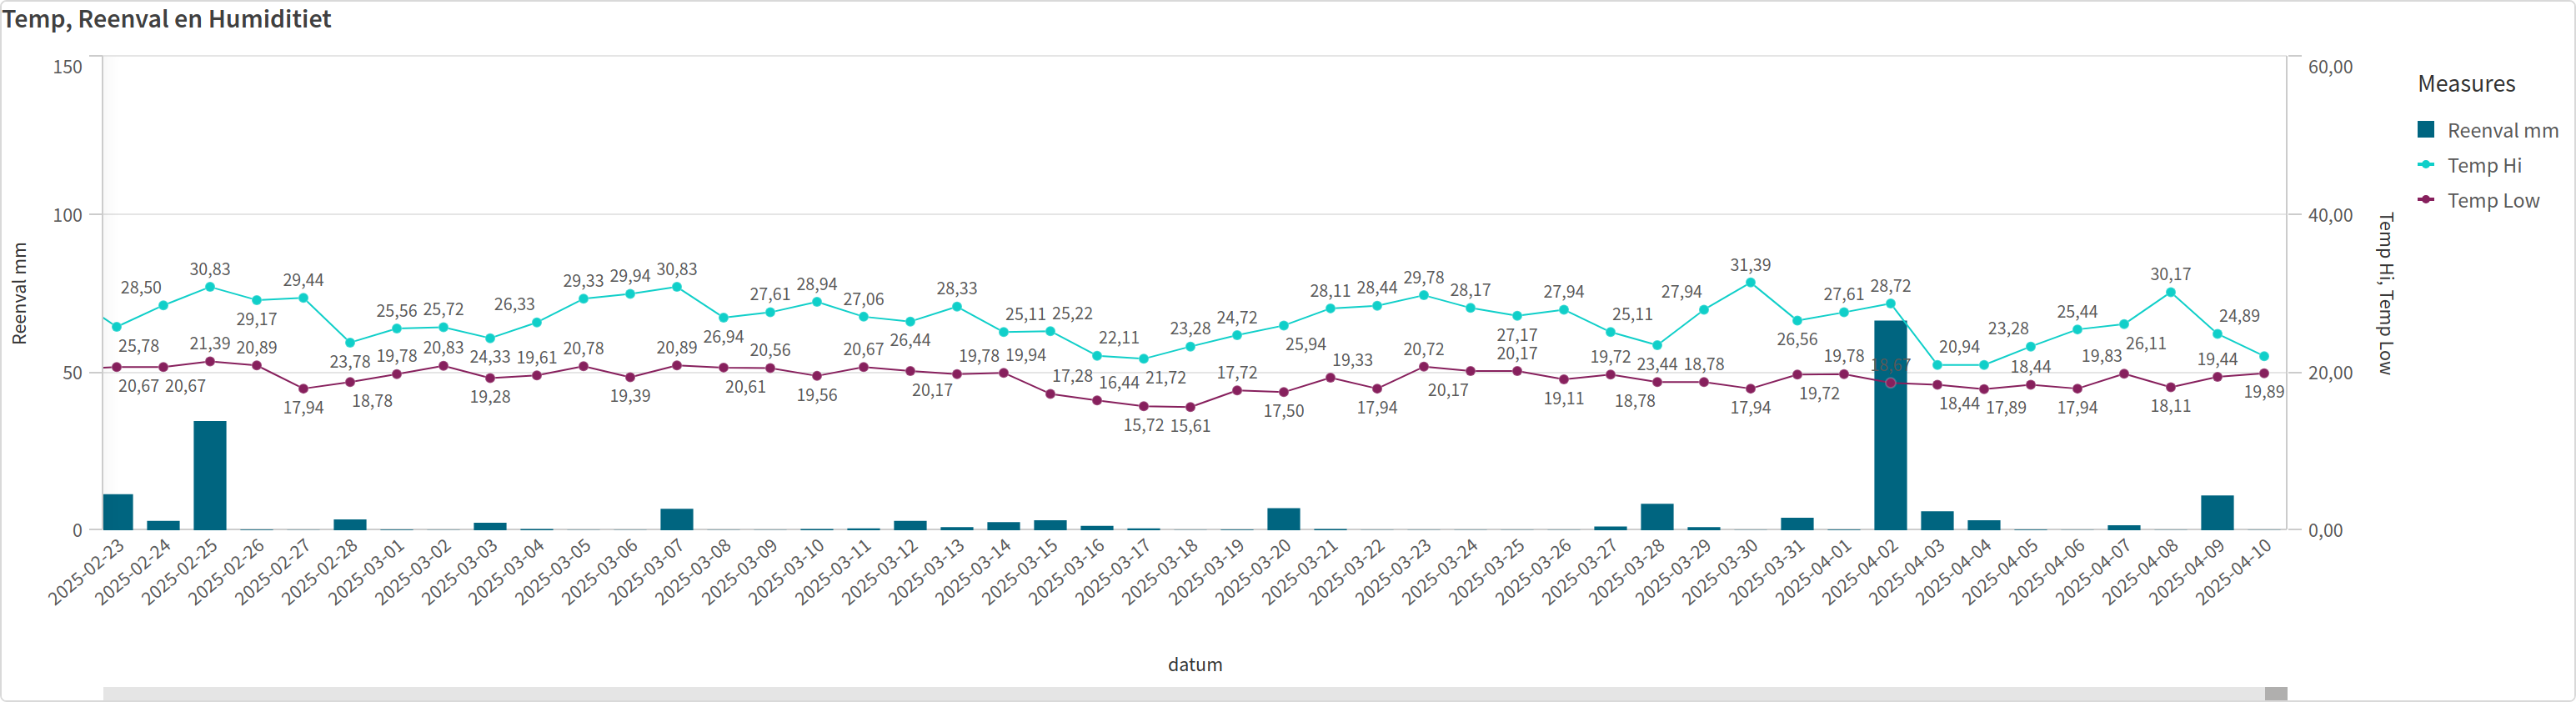 Temp, Reenval en Humiditiet
150
100
50
0
Reenval mm
60,00
40,00
20,00
0,00
Temp Hi, Temp Low
Measures
Reenval mm
Temp Hi
Temp Low
25,78 28,50 30,83 29,17 29,44 23,78 25,56 25,72 24,33 26,33 29,33 29,94 30,83 26,94 27,61 28,94 27,06 26,44 28,33 25,11 25,22 22,11 21,72 23,28 24,72 25,94 28,11 28,44 29,78 28,17 27,17 27,94 25,11 23,44 27,94 31,39 26,56 27,61 28,72 20,94 23,28 25,44 26,11 30,17 24,89
20,67 20,67 21,39 20,89 17,94 18,78 19,78 20,83 19,28 19,61 20,78 19,39 20,89 20,61 20,56 19,56 20,67 20,17 19,78 19,94 17,28 16,44 15,72 15,61 17,72 17,50 19,33 17,94 20,72 20,17 20,17 19,11 19,72 18,78 18,78 17,94 19,72 19,78 18,67 18,44 17,89 18,44 17,94 19,83 18,11 19,44 19,89
2025-02-23 2025-02-24 2025-02-25 2025-02-26 2025-02-27 2025-02-28 2025-03-01 2025-03-02 2025-03-03 2025-03-04 2025-03-05 2025-03-06 2025-03-07 2025-03-08 2025-03-09 2025-03-10 2025-03-11 2025-03-12 2025-03-13 2025-03-14 2025-03-15 2025-03-16 2025-03-17 2025-03-18 2025-03-19 2025-03-20 2025-03-21 2025-03-22 2025-03-23 2025-03-24 2025-03-25 2025-03-26 2025-03-27 2025-03-28 2025-03-29 2025-03-30 2025-03-31 2025-04-01 2025-04-02 2025-04-03 2025-04-04 2025-04-05 2025-04-06 2025-04-07 2025-04-08 2025-04-09 2025-04-10
datum